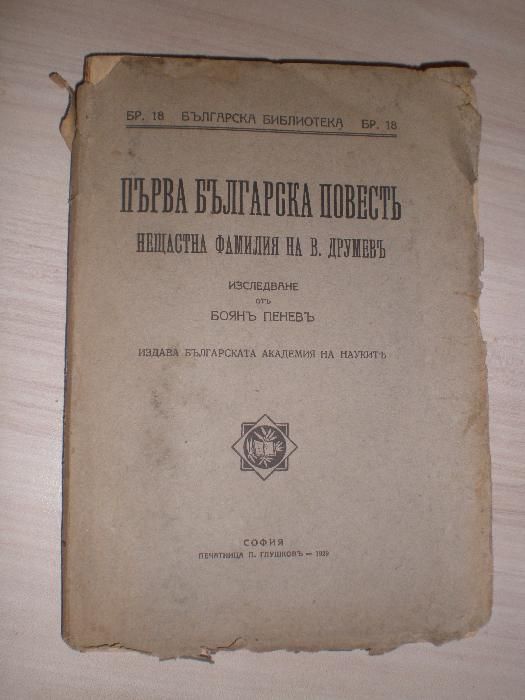 БР. 18 БЪЛГАРСКА БИБЛИОТЕКА БР. 18
ПЪРВА БЪЛГАРСКА ПОВЕСТЬ
НЕЩАСТНА ФАМИЛИЯ НА В. ДРУМЕВЪ
ИЗСЛЕДВАНЕ
отъ
БОЯНЪ ПЕНЕВЪ
ИЗДАВА БЪЛГАРСКАТА АКАДЕМИЯ НА НАУКИТѢ
СОФИЯ
ПЕЧАТНИЦА П. ГЛУШКОВЪ — 1929